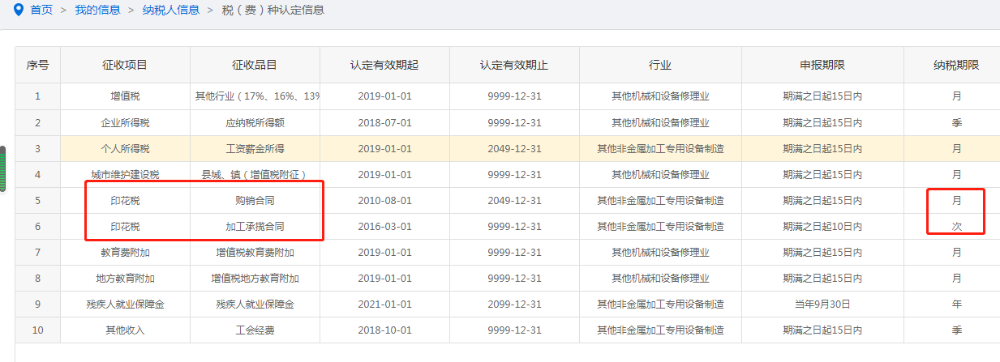 首页 > 我的信息 > 纳税人信息 > 税（费）种认定信息
序号 征收项目 征收品目 认定有效期起 认定有效期止 行业 申报期限 纳税期限
1 增值税 其他行业（17%、16%、13% 2019-01-01 9999-12-31 其他机械和设备修理业 期满之日起15日内 月
2 企业所得税 应纳税所得额 2018-07-01 9999-12-31 其他机械和设备修理业 期满之日起15日内 季
3 个人所得税 工资薪金所得 2019-01-01 2049-12-31 其他非金属加工专用设备制造 期满之日起15日内 月
4 城市维护建设税 县城、镇（增值税附征） 2019-01-01 9999-12-31 其他机械和设备修理业 期满之日起15日内 月
5 印花税 购销合同 2010-08-01 2049-12-31 其他非金属加工专用设备制造 期满之日起15日内 月
6 印花税 加工承揽合同 2016-03-01 9999-12-31 其他非金属加工专用设备制造 期满之日起10日内 次
7 教育费附加 增值税教育费附加 2019-01-01 9999-12-31 其他机械和设备修理业 期满之日起15日内 月
8 地方教育附加 增值税地方教育附加 2019-01-01 9999-12-31 其他机械和设备修理业 期满之日起15日内 月
9 残疾人就业保障金 残疾人就业保障金 2021-01-01 2099-12-31 其他非金属加工专用设备制造 当年9月30日 年
10 其他收入 工会经费 2018-10-01 9999-12-31 其他非金属加工专用设备制造 期满之日起15日内 季